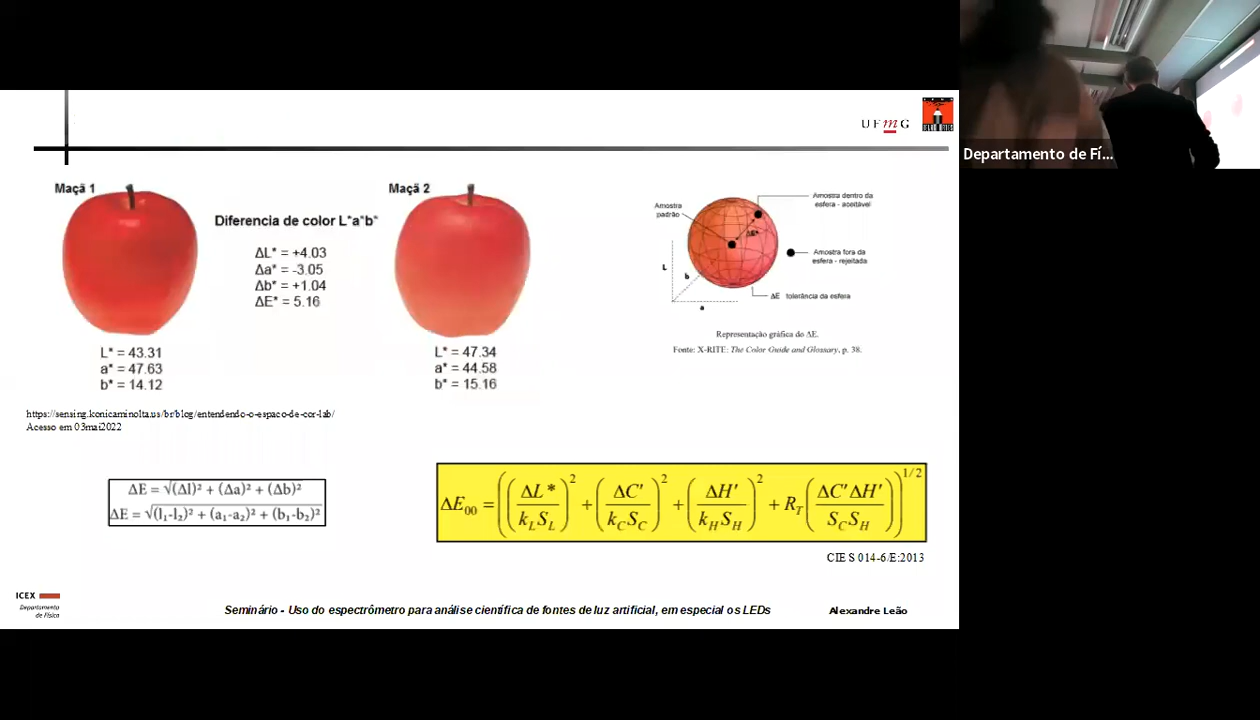 UFmG
Departamento de Fí...
Maçã 1
Diferencia de color L*a*b*
ΔL* = +4.03
Δa* = -3.05
Δb* = +1.04
ΔE* = 5.16
L* = 43.31
a* = 47.63
b* = 14.12
Maçã 2
L* = 47.34
a* = 44.58
b* = 15.16
Amostra
padrão
Amostra dentro da
esfera - aceitável
ΔE*
Amostra fora da
esfera - rejeitada
L
b
a
ΔE tolerância da esfera
Representação gráfica do ΔE.
Fonte: X-RITE: The Color Guide and Glossary, p. 38.
https://sensing.konicaminolta.us/br/blog/entendendo-o-espaco-de-cor-lab/
Acesso em 03mai2022
ΔE = √(Δl)² + (Δa)² + (Δb)²
ΔE = √(l₁-l₂)² + (a₁-a₂)² + (b₁-b₂)²
ΔE₀₀ = ((ΔL*/k_L S_L)² + (ΔC′/k_C S_C)² + (ΔH′/k_H S_H)² + R_T (ΔC′ΔH′/S_C S_H))^1/2
CIE S 014-6/E:2013
ICEX
Departamento
de Física
Seminário - Uso do espectrômetro para análise científica de fontes de luz artificial, em especial os LEDs
Alexandre Leão